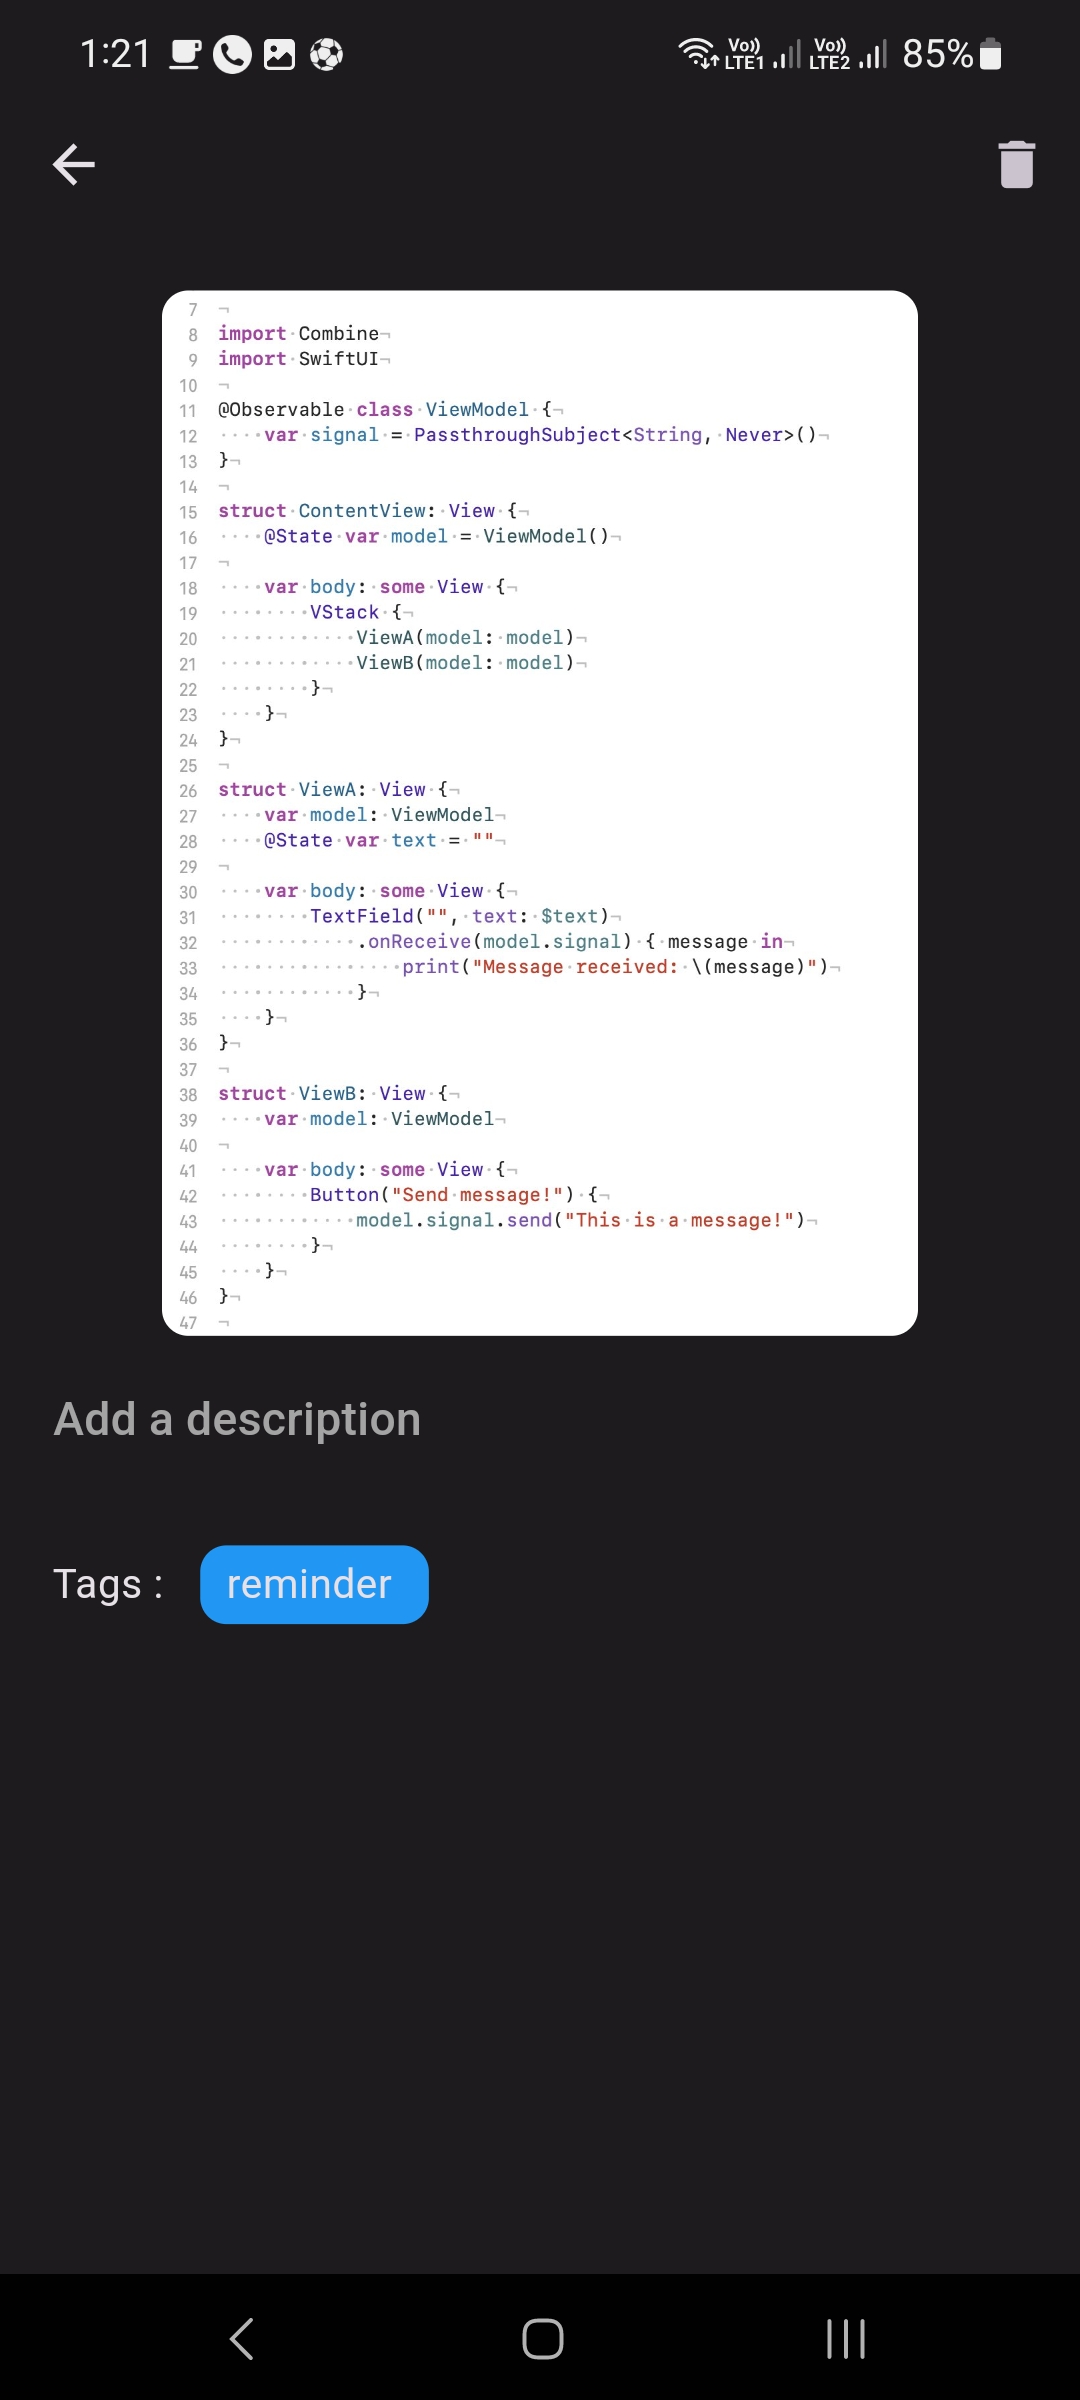 1:21 Vo)) LTE1 Vo)) LTE2 85%
7 ¬
8 import·Combine¬
9 import·SwiftUI¬
10 ¬
11 @Observable·class·ViewModel·{¬
12 ····var·signal·=·PassthroughSubject<String,·Never>()¬
13 }¬
14 ¬
15 struct·ContentView:·View·{¬
16 ····@State·var·model·=·ViewModel()¬
17 ¬
18 ····var·body:·some·View·{¬
19 ········VStack·{¬
20 ············ViewA(model:·model)¬
21 ············ViewB(model:·model)¬
22 ········}¬
23 ····}¬
24 }¬
25 ¬
26 struct·ViewA:·View·{¬
27 ····var·model:·ViewModel¬
28 ····@State·var·text·=·""¬
29 ¬
30 ····var·body:·some·View·{¬
31 ········TextField("",·text:·$text)¬
32 ············.onReceive(model.signal)·{·message·in¬
33 ················print("Message·received:·\(message)")¬
34 ············}¬
35 ····}¬
36 }¬
37 ¬
38 struct·ViewB:·View·{¬
39 ····var·model:·ViewModel¬
40 ¬
41 ····var·body:·some·View·{¬
42 ········Button("Send·message!")·{¬
43 ············model.signal.send("This·is·a·message!")¬
44 ········}¬
45 ····}¬
46 }¬
47 ¬
Add a description
Tags : reminder